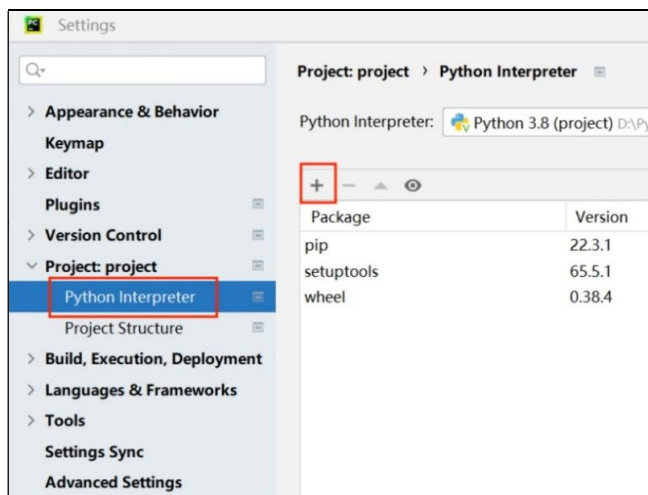 Settings
Project: project > Python Interpreter
Appearance & Behavior
Keymap
Editor
Plugins
Version Control
Project: project
Python Interpreter
Project Structure
Build, Execution, Deployment
Languages & Frameworks
Tools
Settings Sync
Advanced Settings
Python Interpreter: Python 3.8 (project) D:\Py
Package Version
pip 22.3.1
setuptools 65.5.1
wheel 0.38.4